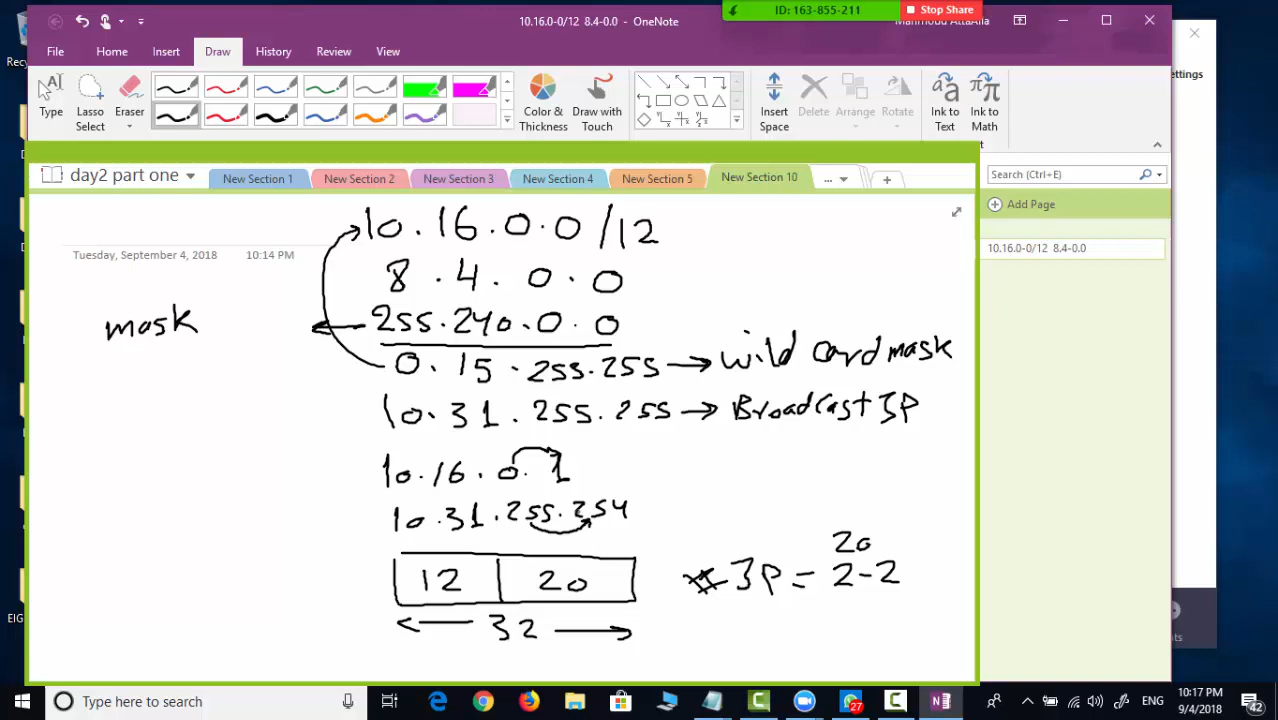 ID: 163-855-211
Stop Share
10.16.0-0/12 8.4-0.0 - OneNote
Mahmoud AttaAlla
File Home Insert Draw History Review View
Type
Lasso Select
Eraser
Color & Thickness
Draw with Touch
Insert Space
Delete
Arrange
Rotate
Ink to Text
Ink to Math
ettings
day2 part one
New Section 1
New Section 2
New Section 3
New Section 4
New Section 5
New Section 10
...
Search (Ctrl+E)
Add Page
10.16.0-0/12 8.4-0.0
Tuesday, September 4, 2018 10:14 PM
10.16.0.0/12
8.4.0.0
mask 255.240.0.0
0.15.255.255 → wild card mask
10.31.255.255 → Broadcast IP
10.16.0.1
10.31.255.254
12 20
# IP = 2^20-2
← 32 →
Type here to search
27
ENG
10:17 PM
9/4/2018
42